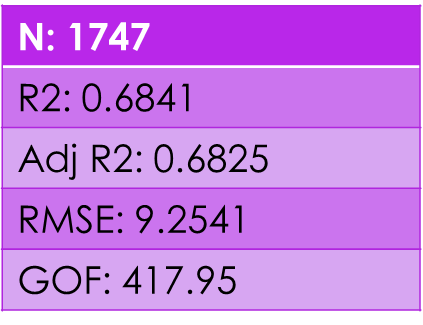 N: 1747
R2: 0.6841
Adj R2: 0.6825
RMSE: 9.2541
GOF: 417.95